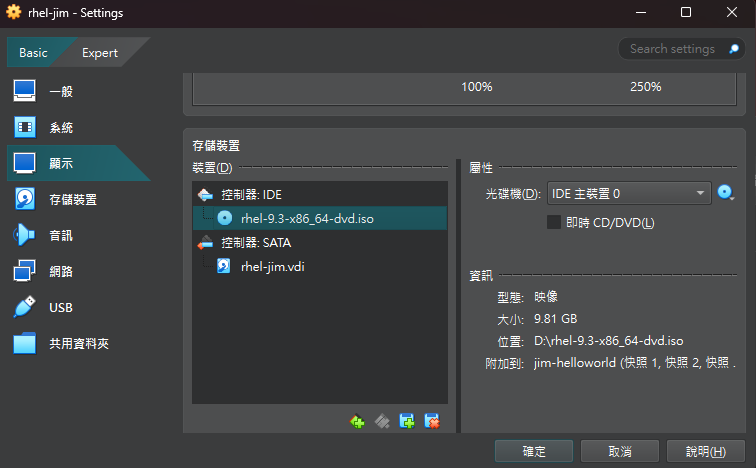 rhel-jim - Settings
Basic Expert
Search settings
一般
系統
顯示
存儲裝置
音訊
網路
USB
共用資料夾
100% 250%
存儲裝置
裝置(D)
控制器: IDE
rhel-9.3-x86_64-dvd.iso
控制器: SATA
rhel-jim.vdi
屬性
光碟機(D): IDE 主裝置 0
即時 CD/DVD(L)
資訊
型態: 映像
大小: 9.81 GB
位置: D:\rhel-9.3-x86_64-dvd.iso
附加到: jim-helloworld (快照 1, 快照 2, 快照 .
確定 取消 說明(H)